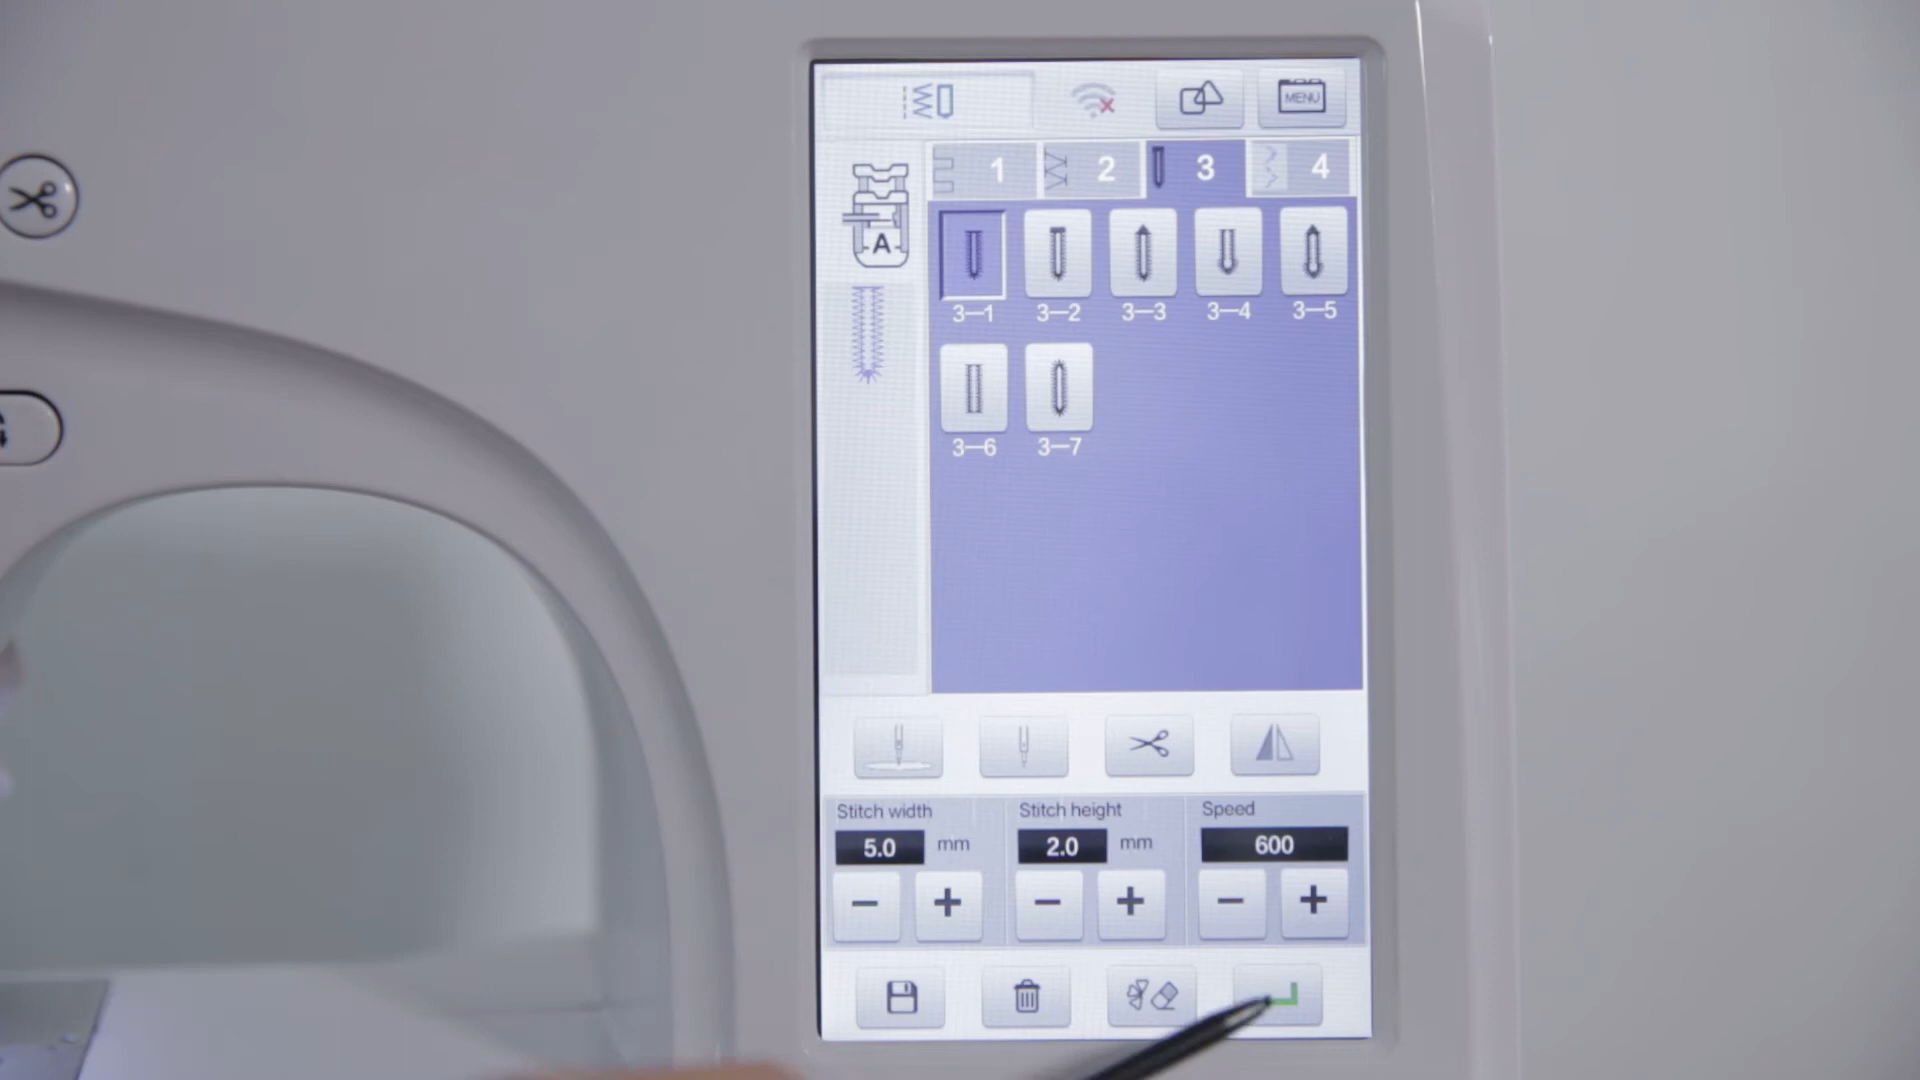 MENU
1 2 3 4
A
3-1 3-2 3-3 3-4 3-5
3-6 3-7
Stitch width Stitch height Speed
5.0 mm 2.0 mm 600
− + − + − +